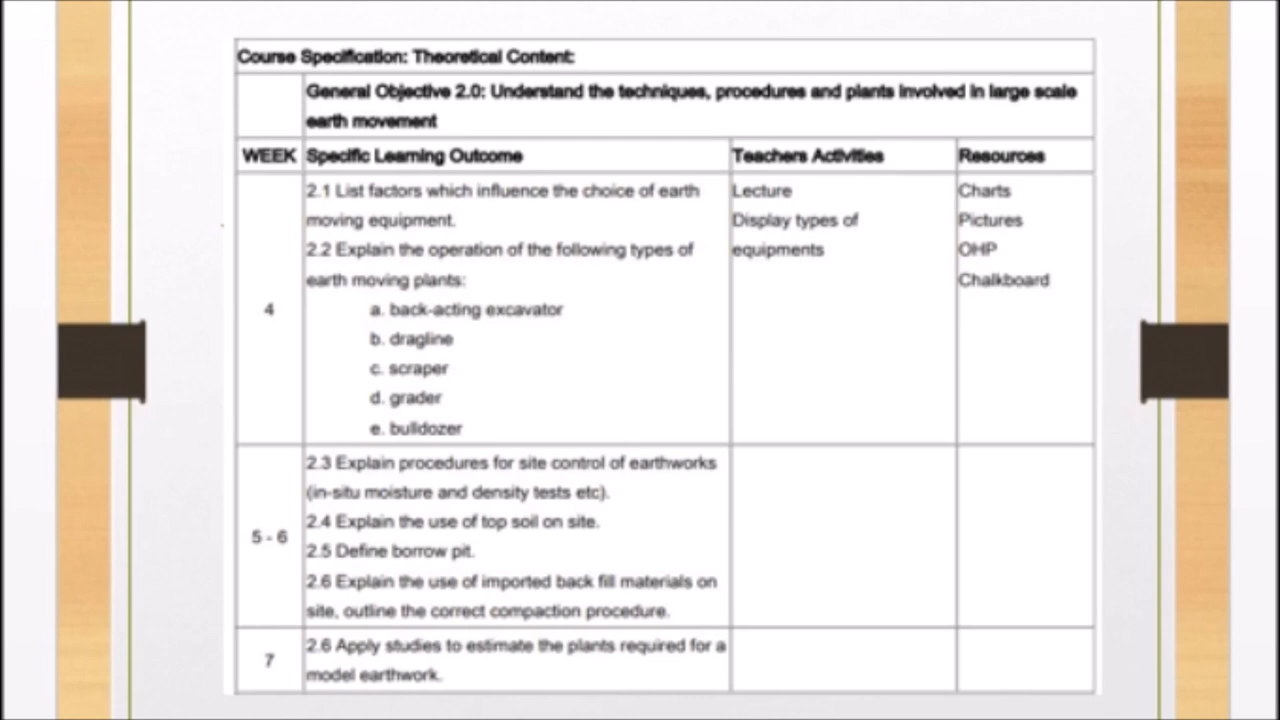 Course Specification: Theoretical Content:
General Objective 2.0: Understand the techniques, procedures and plants involved in large scale
earth movement
WEEK Specific Learning Outcome Teachers Activities Resources
2.1 List factors which influence the choice of earth Lecture Charts
moving equipment. Display types of Pictures
2.2 Explain the operation of the following types of equipments OHP
earth moving plants: Chalkboard
4 a. back-acting excavator
b. dragline
c. scraper
d. grader
e. bulldozer
2.3 Explain procedures for site control of earthworks
(in-situ moisture and density tests etc).
2.4 Explain the use of top soil on site.
5 - 6
2.5 Define borrow pit.
2.6 Explain the use of imported back fill materials on
site, outline the correct compaction procedure.
2.6 Apply studies to estimate the plants required for a
7
model earthwork.